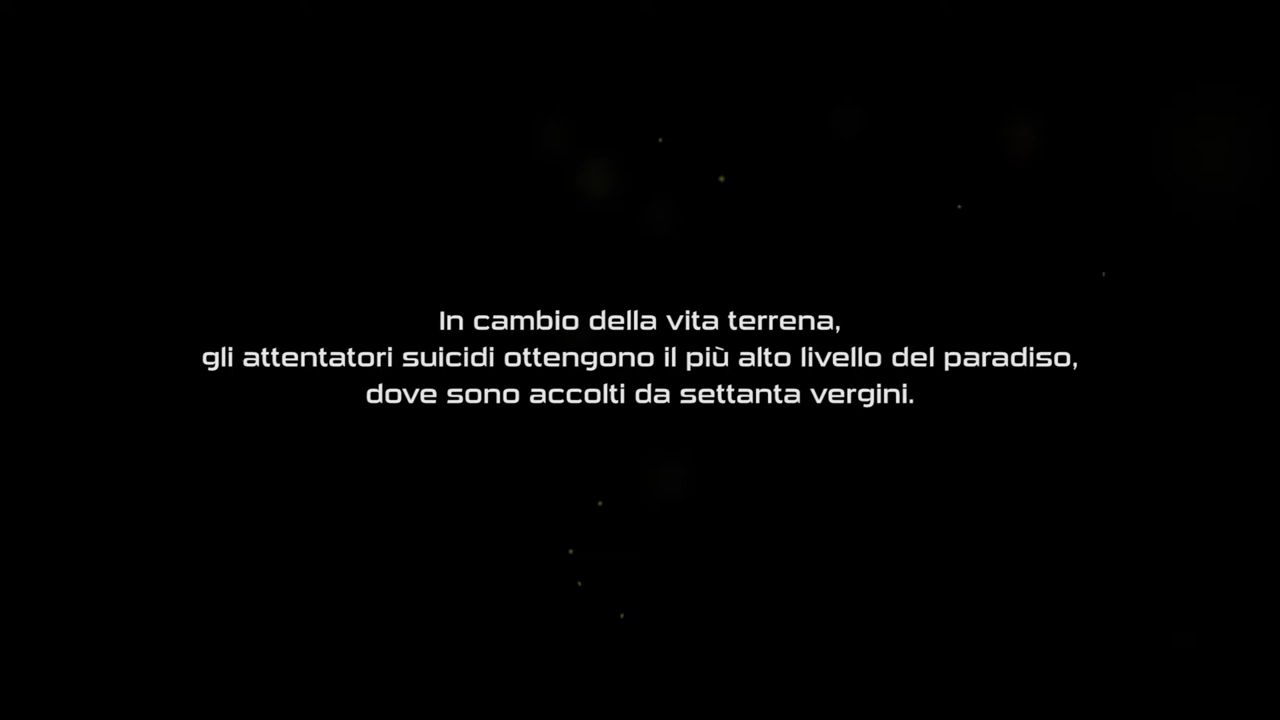 In cambio della vita terrena,
gli attentatori suicidi ottengono il più alto livello del paradiso,
dove sono accolti da settanta vergini.